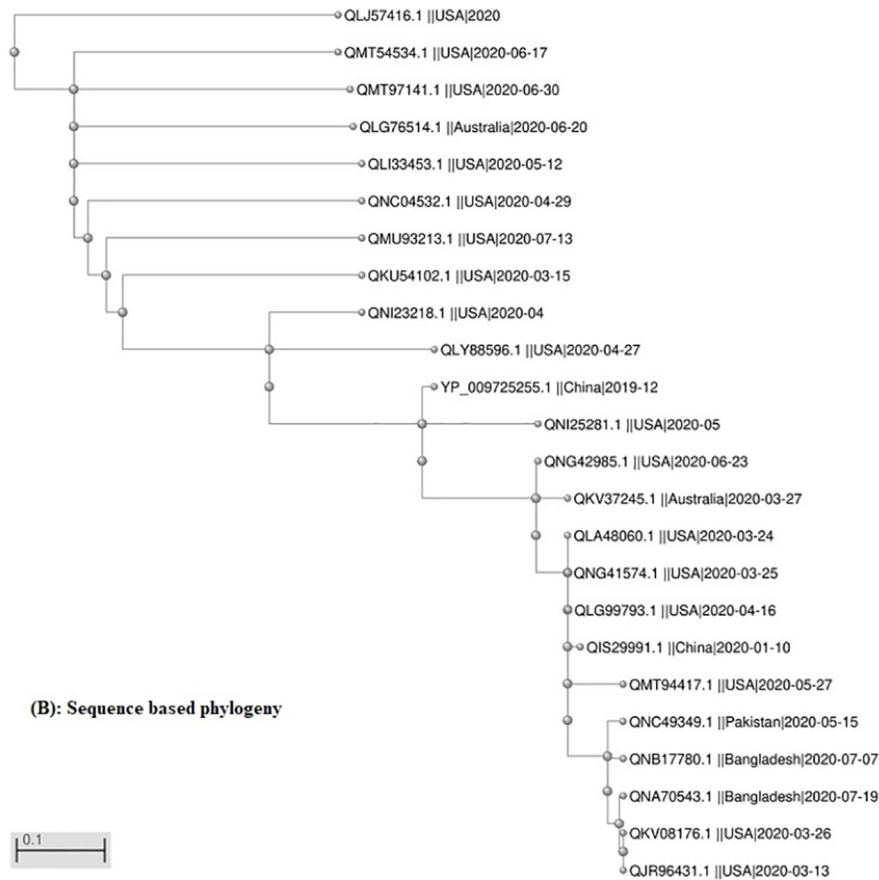 QLJ57416.1 ||USA|2020
QMT54534.1 ||USA|2020-06-17
QMT97141.1 ||USA|2020-06-30
QLG76514.1 ||Australia|2020-06-20
QLI33453.1 ||USA|2020-05-12
QNC04532.1 ||USA|2020-04-29
QMU93213.1 ||USA|2020-07-13
QKU54102.1 ||USA|2020-03-15
QNI23218.1 ||USA|2020-04
QLY88596.1 ||USA|2020-04-27
YP_009725255.1 ||China|2019-12
QNI25281.1 ||USA|2020-05
QNG42985.1 ||USA|2020-06-23
QKV37245.1 ||Australia|2020-03-27
QLA48060.1 ||USA|2020-03-24
QNG41574.1 ||USA|2020-03-25
QLG99793.1 ||USA|2020-04-16
QIS29991.1 ||China|2020-01-10
QMT94417.1 ||USA|2020-05-27
(B): Sequence based phylogeny
QNC49349.1 ||Pakistan|2020-05-15
QNB17780.1 ||Bangladesh|2020-07-07
QNA70543.1 ||Bangladesh|2020-07-19
QKV08176.1 ||USA|2020-03-26
0.1
QJR96431.1 ||USA|2020-03-13